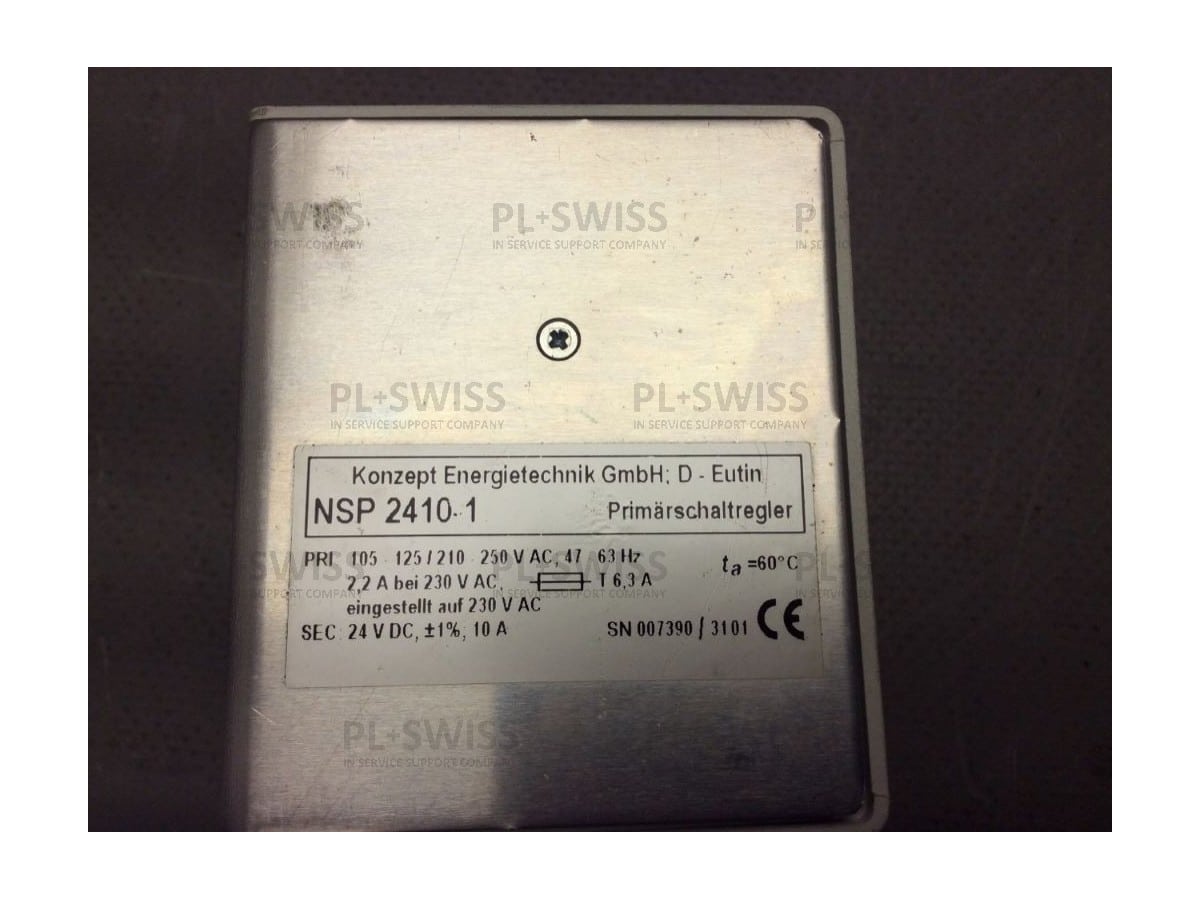 PL+SWISS
IN SERVICE SUPPORT COMPANY
PL+SWISS
IN SERVICE SUPPORT COMPANY
PL+SWISS
IN SERVICE SUPPORT COMPANY
Konzept Energietechnik GmbH; D - Eutin
NSP 2410-1 Primärschaltregler
PRI 105 - 125 / 210 - 250 V AC, 47 - 63 Hz ta =60°C
2,2 A bei 230 V AC, T 6,3 A
eingestellt auf 230 V AC
SEC: 24 V DC, ±1%, 10 A SN 007390 / 3101 CE
PL+SWISS
IN SERVICE SUPPORT COMPANY